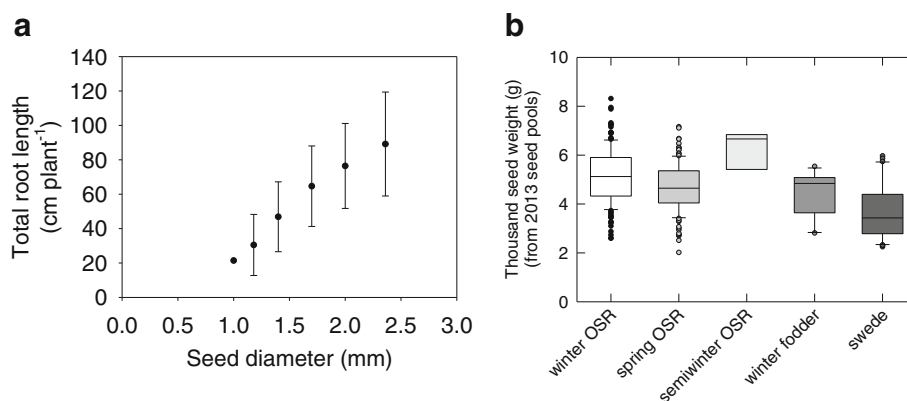 a
Total root length
(cm plant-1)
140
120
100
80
60
40
20
0
0.0 0.5 1.0 1.5 2.0 2.5 3.0
Seed diameter (mm)
b
Thousand seed weight (g)
(from 2013 seed pools)
10
8
6
4
2
0
winter OSR
spring OSR
semiwinter OSR
winter fodder
swede